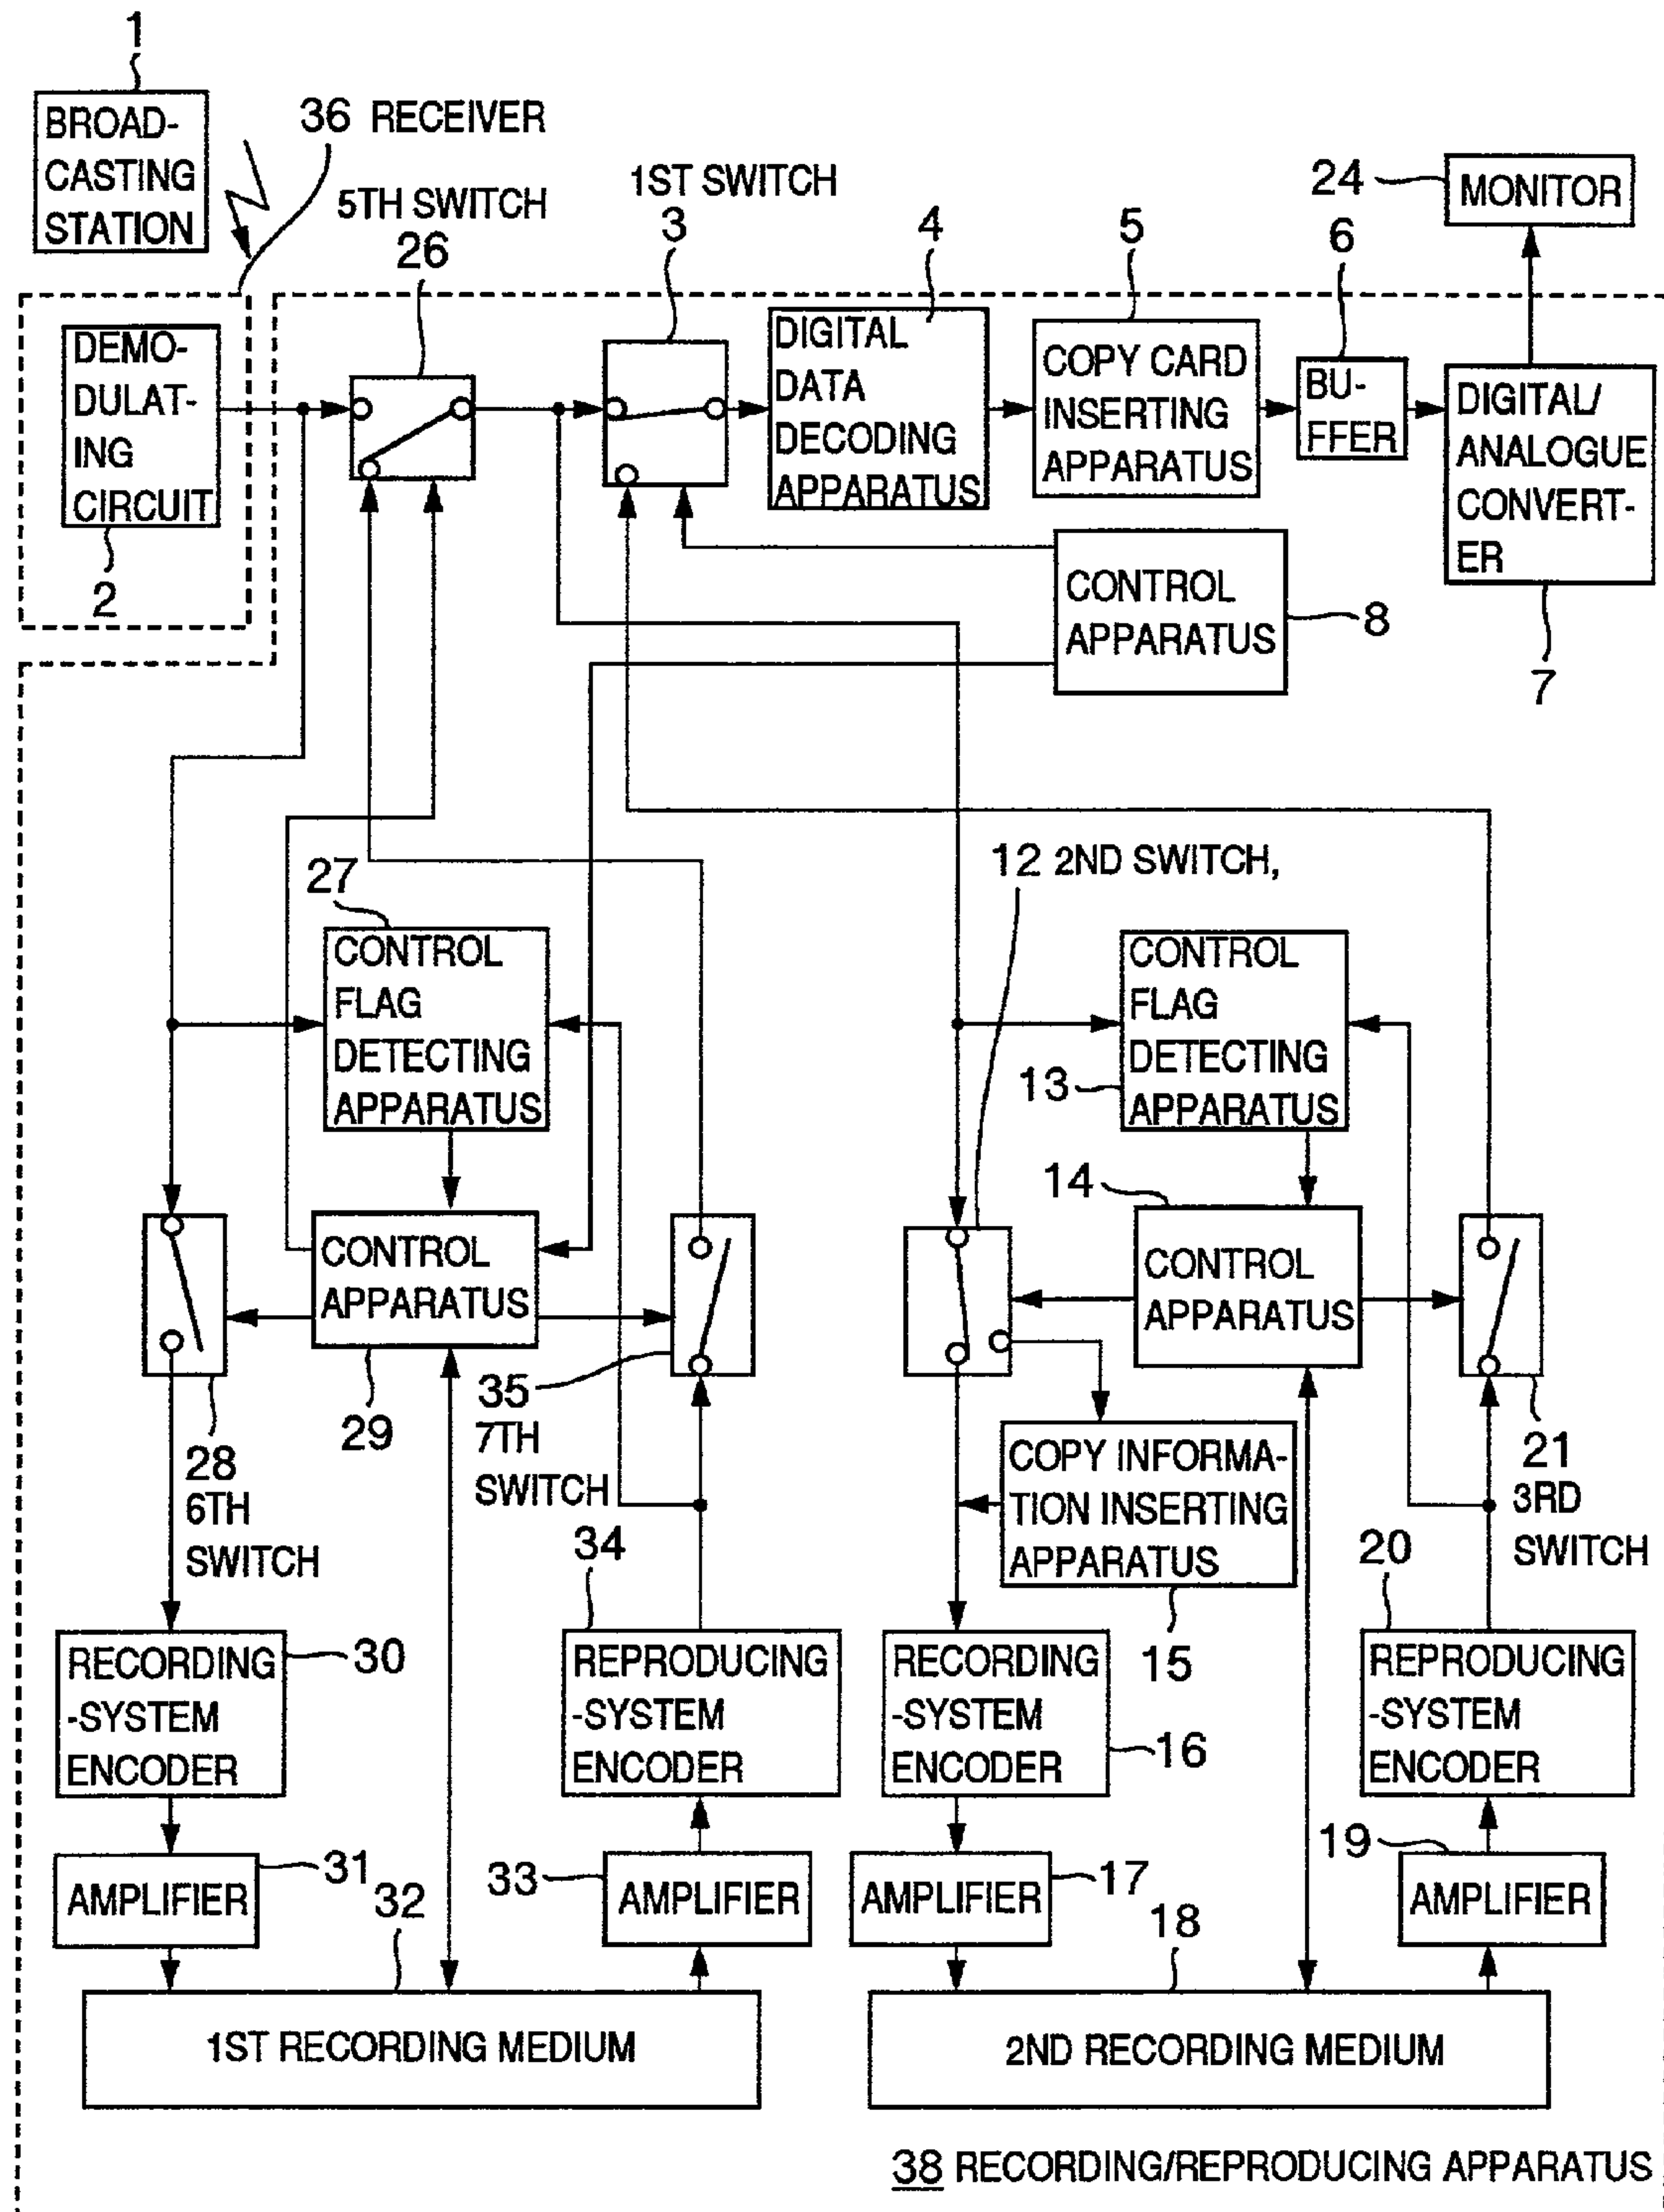 1
BROAD-
CASTING
STATION
36 RECEIVER
5TH SWITCH
26
1ST SWITCH
3
4
5
6
24
MONITOR
DEMO-
DULAT-
ING
CIRCUIT
2
DIGITAL
DATA
DECODING
APPARATUS
COPY CARD
INSERTING
APPARATUS
BU-
FFER
DIGITAL/
ANALOGUE
CONVERT-
ER
7
CONTROL
APPARATUS
8
27
CONTROL
FLAG
DETECTING
APPARATUS
12 2ND SWITCH,
CONTROL
FLAG
DETECTING
APPARATUS
13
14
CONTROL
APPARATUS
29
CONTROL
APPARATUS
28
6TH
SWITCH
35
7TH
SWITCH
COPY INFORMA-
TION INSERTING
APPARATUS
15
21
3RD
SWITCH
34
20
RECORDING
-SYSTEM
ENCODER
30
REPRODUCING
-SYSTEM
ENCODER
RECORDING
-SYSTEM
ENCODER
16
REPRODUCING
-SYSTEM
ENCODER
AMPLIFIER
31
32
33
AMPLIFIER
AMPLIFIER
17
18
19
AMPLIFIER
1ST RECORDING MEDIUM
2ND RECORDING MEDIUM
38 RECORDING/REPRODUCING APPARATUS